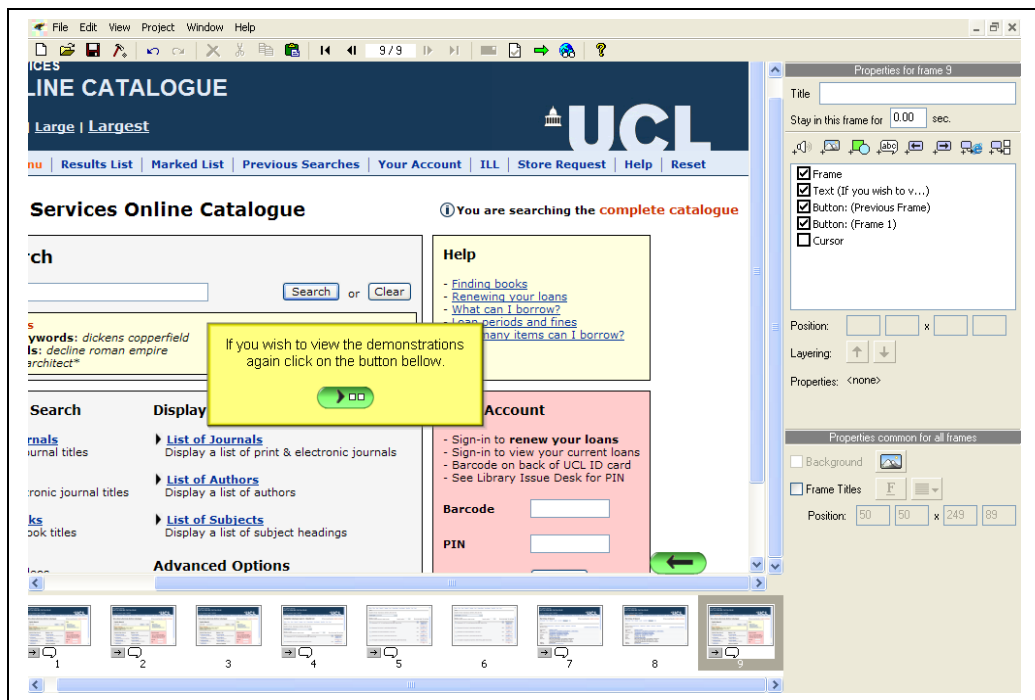 File Edit View Project Window Help
9/9
ICES
LINE CATALOGUE
| Large | Largest
UCL
nu | Results List | Marked List | Previous Searches | Your Account | ILL | Store Request | Help | Reset
Services Online Catalogue
You are searching the complete catalogue
rch
Search or Clear
s
ywords: dickens copperfield
ls: decline roman empire
architect*
Help
- Finding books
- Renewing your loans
- What can I borrow?
- Loan periods and fines
many items can I borrow?
If you wish to view the demonstrations
again click on the button bellow.
Search
rnals
ournal titles
tronic journal titles
ks
ook titles
Display
List of Journals
Display a list of print & electronic journals
List of Authors
Display a list of authors
List of Subjects
Display a list of subject headings
Advanced Options
Account
- Sign-in to renew your loans
- Sign-in to view your current loans
- Barcode on back of UCL ID card
- See Library Issue Desk for PIN
Barcode
PIN
1 2 3 4 5 6 7 8 9
Properties for frame 9
Title
Stay in this frame for 0.00 sec.
Frame
Text (If you wish to v...)
Button: (Previous Frame)
Button: (Frame 1)
Cursor
Position: x
Layering:
Properties: <none>
Properties common for all frames
Background
Frame Titles F
Position: 50 50 x 249 89